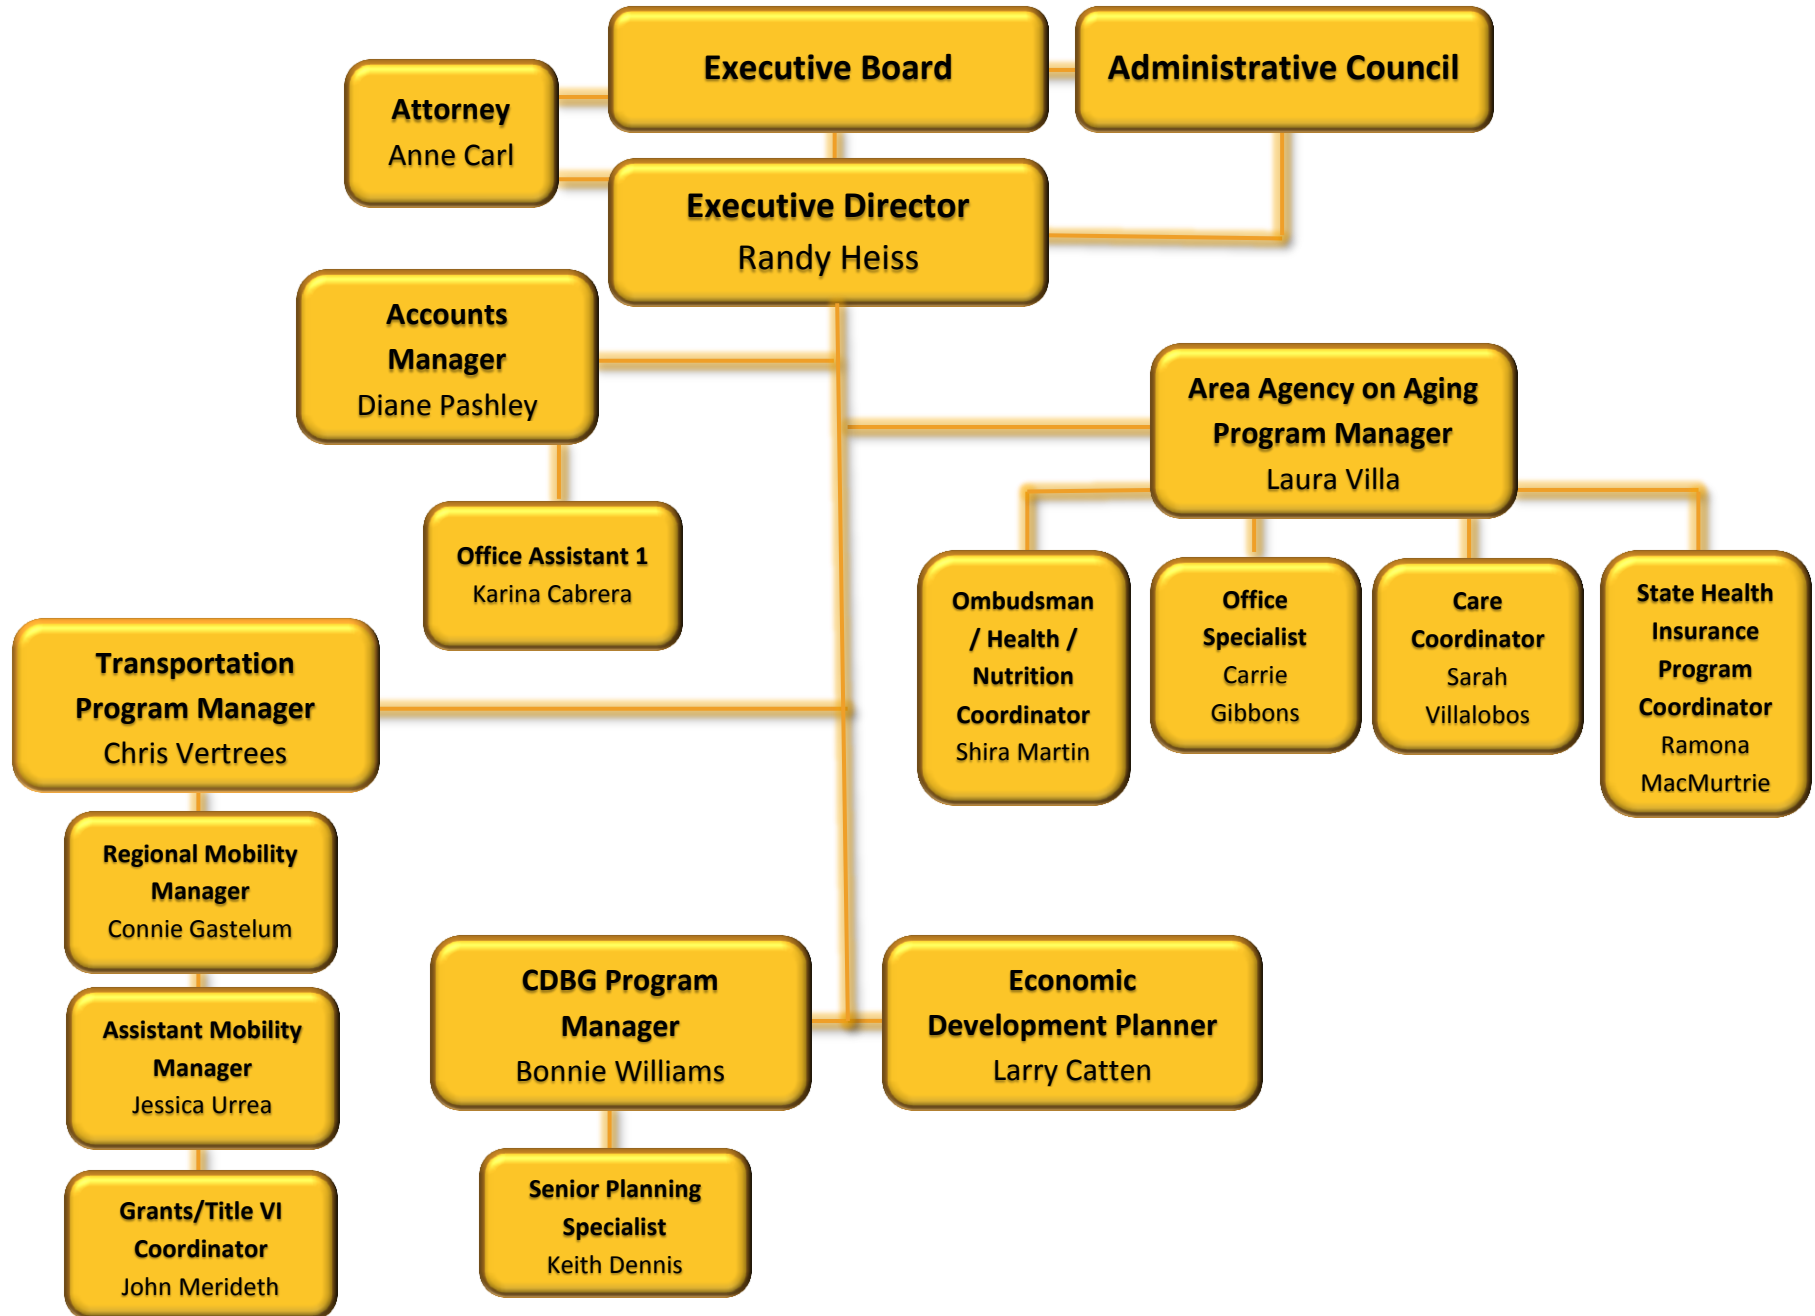 Executive Board
Administrative Council
Attorney
Anne Carl
Executive Director
Randy Heiss
Accounts
Manager
Diane Pashley
Area Agency on Aging
Program Manager
Laura Villa
Office Assistant 1
Karina Cabrera
Ombudsman
/ Health /
Nutrition
Coordinator
Shira Martin
Office
Specialist
Carrie
Gibbons
Care
Coordinator
Sarah
Villalobos
State Health
Insurance
Program
Coordinator
Ramona
MacMurtrie
Transportation
Program Manager
Chris Vertrees
Regional Mobility
Manager
Connie Gastelum
Assistant Mobility
Manager
Jessica Urrea
Grants/Title VI
Coordinator
John Merideth
CDBG Program
Manager
Bonnie Williams
Economic
Development Planner
Larry Catten
Senior Planning
Specialist
Keith Dennis